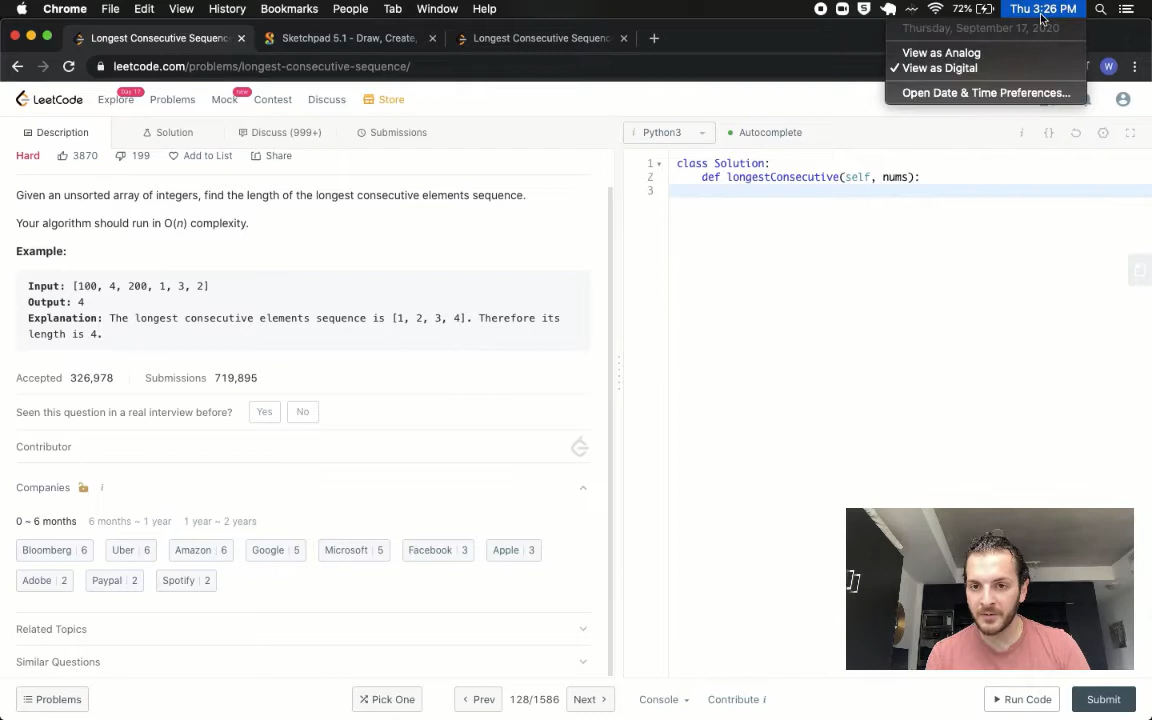 Chrome File Edit View History Bookmarks People Tab Window Help 72% Thu 3:26 PM
Thursday, September 17, 2020
View as Analog
✓ View as Digital
Open Date & Time Preferences...
Longest Consecutive Sequenc × Sketchpad 5.1 - Draw, Create, × Longest Consecutive Sequenc × +
leetcode.com/problems/longest-consecutive-sequence/ W
LeetCode Explore Day 17 Problems Mock new Contest Discuss Store
Description Solution Discuss (999+) Submissions
Hard 3870 199 Add to List Share
Given an unsorted array of integers, find the length of the longest consecutive elements sequence.
Your algorithm should run in O(n) complexity.
Example:
Input: [100, 4, 200, 1, 3, 2]
Output: 4
Explanation: The longest consecutive elements sequence is [1, 2, 3, 4]. Therefore its
length is 4.
Accepted 326,978 Submissions 719,895
Seen this question in a real interview before? Yes No
Contributor
Companies i
0 ~ 6 months 6 months ~ 1 year 1 year ~ 2 years
Bloomberg | 6 Uber | 6 Amazon | 6 Google | 5 Microsoft | 5 Facebook | 3 Apple | 3
Adobe | 2 Paypal | 2 Spotify | 2
Related Topics
Similar Questions
Problems Pick One < Prev 128/1586 Next >
i Python3 Autocomplete i {}
1 class Solution:
2 def longestConsecutive(self, nums):
3
Console Contribute i Run Code Submit